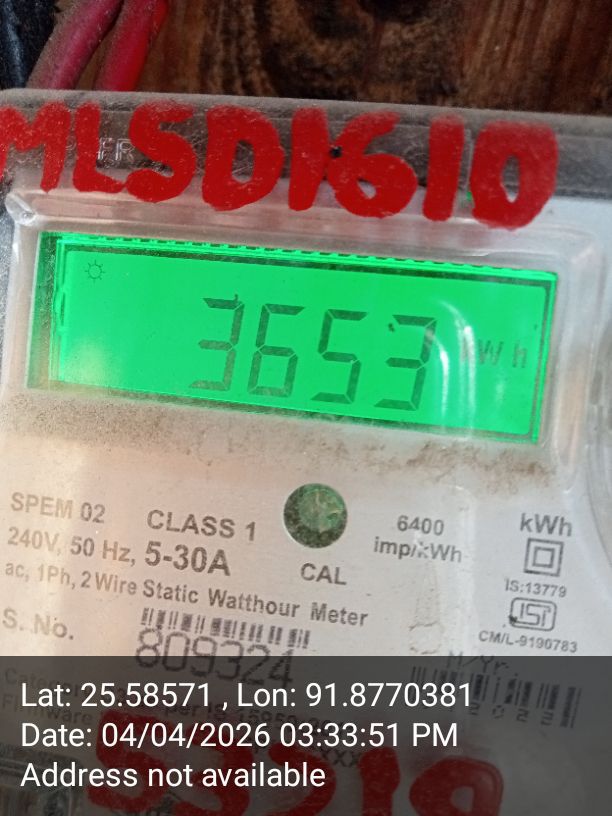 MLSD1610
3653 kWh
SPEM 02
CLASS 1
6400
imp/kWh
kWh
240V, 50 Hz, 5-30A
CAL
IS:13779
ac, 1Ph, 2 Wire Static Watthour Meter
CM/L-9190783
S. No.
809324
M/Yr.
Lat: 25.58571 , Lon: 91.8770381
Date: 04/04/2026 03:33:51 PM
Address not available